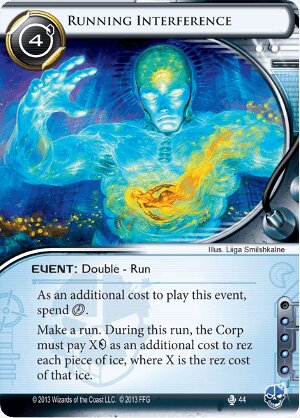 RUNNING INTERFERENCE
4
Illus. Liiga Smilshkalne
EVENT: Double - Run
As an additional cost to play this event,
spend
Make a run. During this run, the Corp
must pay X as an additional cost to rez
each piece of ice, where X is the rez cost
of that ice.
© 2013 Wizards of the Coast LLC. © 2013 FFG 44